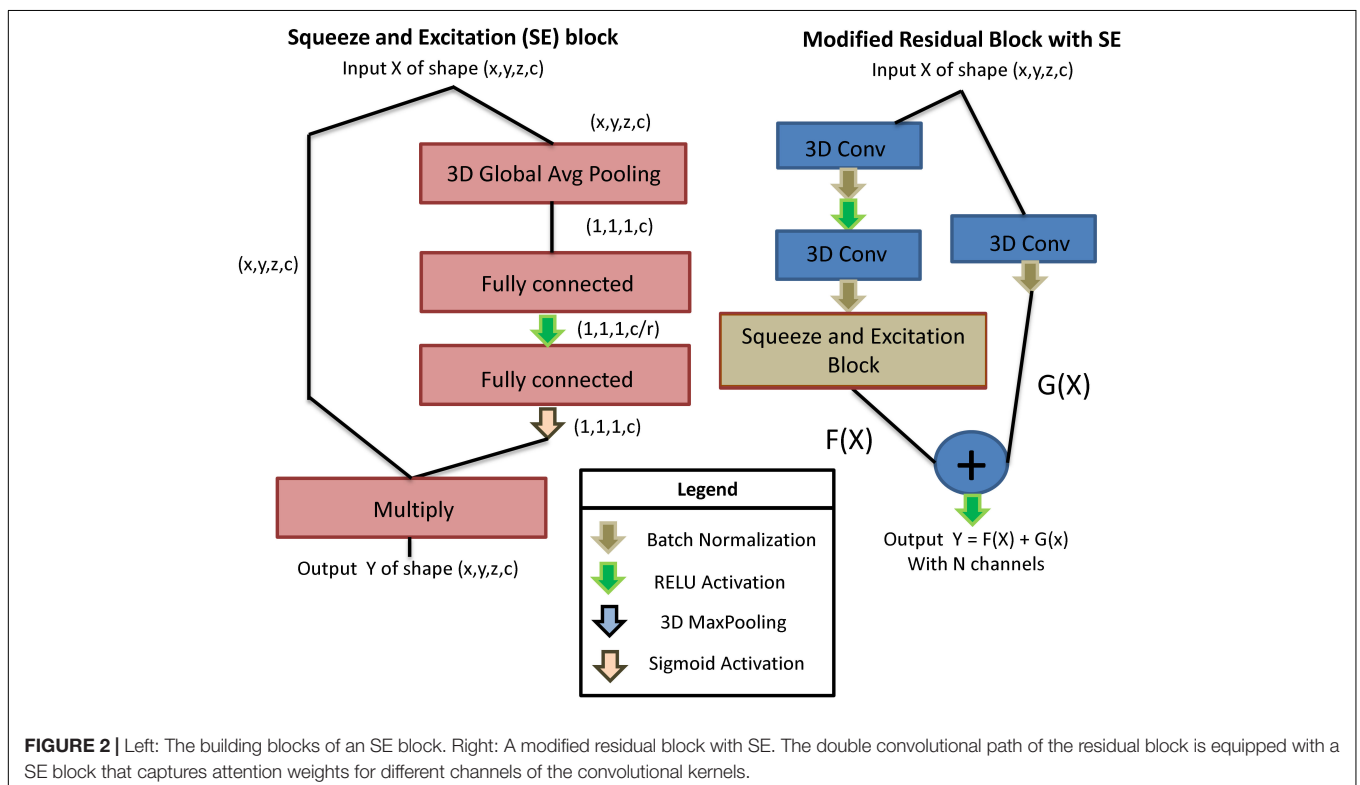 Squeeze and Excitation (SE) block
Input X of shape (x,y,z,c)
(x,y,z,c)
3D Global Avg Pooling
(1,1,1,c)
(x,y,z,c)
Fully connected
(1,1,1,c/r)
Fully connected
(1,1,1,c)
Multiply
Output Y of shape (x,y,z,c)
Modified Residual Block with SE
Input X of shape (x,y,z,c)
3D Conv
3D Conv
3D Conv
Squeeze and Excitation
Block
G(X)
F(X)
+
Output Y = F(X) + G(x)
With N channels
Legend
Batch Normalization
RELU Activation
3D MaxPooling
Sigmoid Activation
FIGURE 2 | Left: The building blocks of an SE block. Right: A modified residual block with SE. The double convolutional path of the residual block is equipped with a
SE block that captures attention weights for different channels of the convolutional kernels.